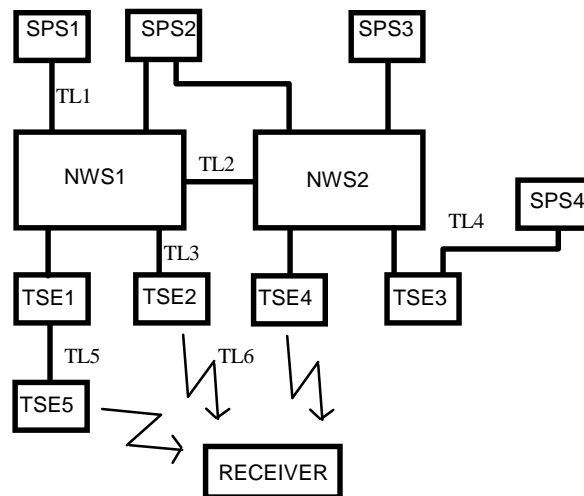 SPS1
SPS2
SPS3
TL1
NWS1
TL2
NWS2
SPS4
TL4
TL3
TSE1
TSE2
TSE4
TSE3
TL5
TL6
TSE5
RECEIVER